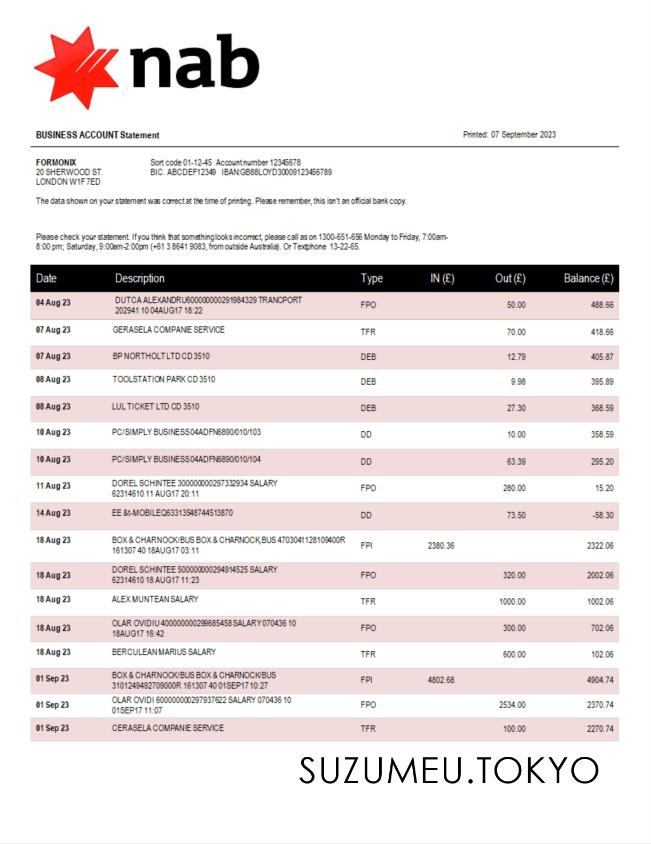 nab
BUSINESS ACCOUNT Statement Printed: 07 September 2023
FORMONIX Sort code 01-12-45 Account number 12345678
20 SHERWOOD ST. BIC. ABCDEF12349 IBAN:GB88LOYD30009123456789
LONDON W1F 7ED
The data shown on your statement was correct at the time of printing. Please remember, this isn't an official bank copy.
Please check your statement. If you think that something looks incorrect, please call as on 1300-651-656 Monday to Friday, 7:00am-
8:00 pm; Saturday, 9:00am-2:00pm (+61 3 8641 9083, from outside Australia). Or Textphone 13-22-65.
Date Description Type IN (£) Out (£) Balance (£)
04 Aug 23 DUTCA ALEXANDRU600000000291984329 TRANCPORT FPO 50.00 488.66
202941 10 04AUG17 18:22
07 Aug 23 GERASELA COMPANIE SERVICE TFR 70.00 418.66
07 Aug 23 BP NORTHOLT LTD CD 3510 DEB 12.79 405.87
08 Aug 23 TOOLSTATION PARK CD 3510 DEB 9.98 395.89
08 Aug 23 LUL TICKET LTD CD 3510 DEB 27.30 368.59
10 Aug 23 PC/SIMPLY BUSINESS04ADFN6890/010/103 DD 10.00 358.59
10 Aug 23 PC/SIMPLY BUSINESS04ADFN6890/010/104 DD 63.39 295.20
11 Aug 23 DOREL SCHINTEE 300000000297332934 SALARY FPO 280.00 15.20
62314610 11 AUG17 20:11
14 Aug 23 EE &t-MOBILEQ63313548744513870 DD 73.50 -58.30
18 Aug 23 BOX & CHARNOCK/BUS BOX & CHARNOCK,BUS 4703041128109400R FPI 2380.36 2322.06
161307 40 18AUG17 03:11
18 Aug 23 DOREL SCHINTEE 500000000294914525 SALARY FPO 320.00 2002.06
62314610 18 AUG17 11:23
18 Aug 23 ALEX MUNTEAN SALARY TFR 1000.00 1002.06
18 Aug 23 OLAR OVIDIU 400000000299685458 SALARY 070436 10 FPO 300.00 702.06
18AUG17 16:42
18 Aug 23 BERCULEAN MARIUS SALARY TFR 600.00 102.06
01 Sep 23 BOX & CHARNOCK/BUS BOX & CHARNOCK/BUS FPI 4802.68 4904.74
3101249492709000R 161307 40 01SEP17 10:27
01 Sep 23 OLAR OVIDI 600000000297937622 SALARY 070436 10 FPO 2534.00 2370.74
01SEP17 11:07
01 Sep 23 CERASELA COMPANIE SERVICE TFR 100.00 2270.74
SUZUMEU.TOKYO